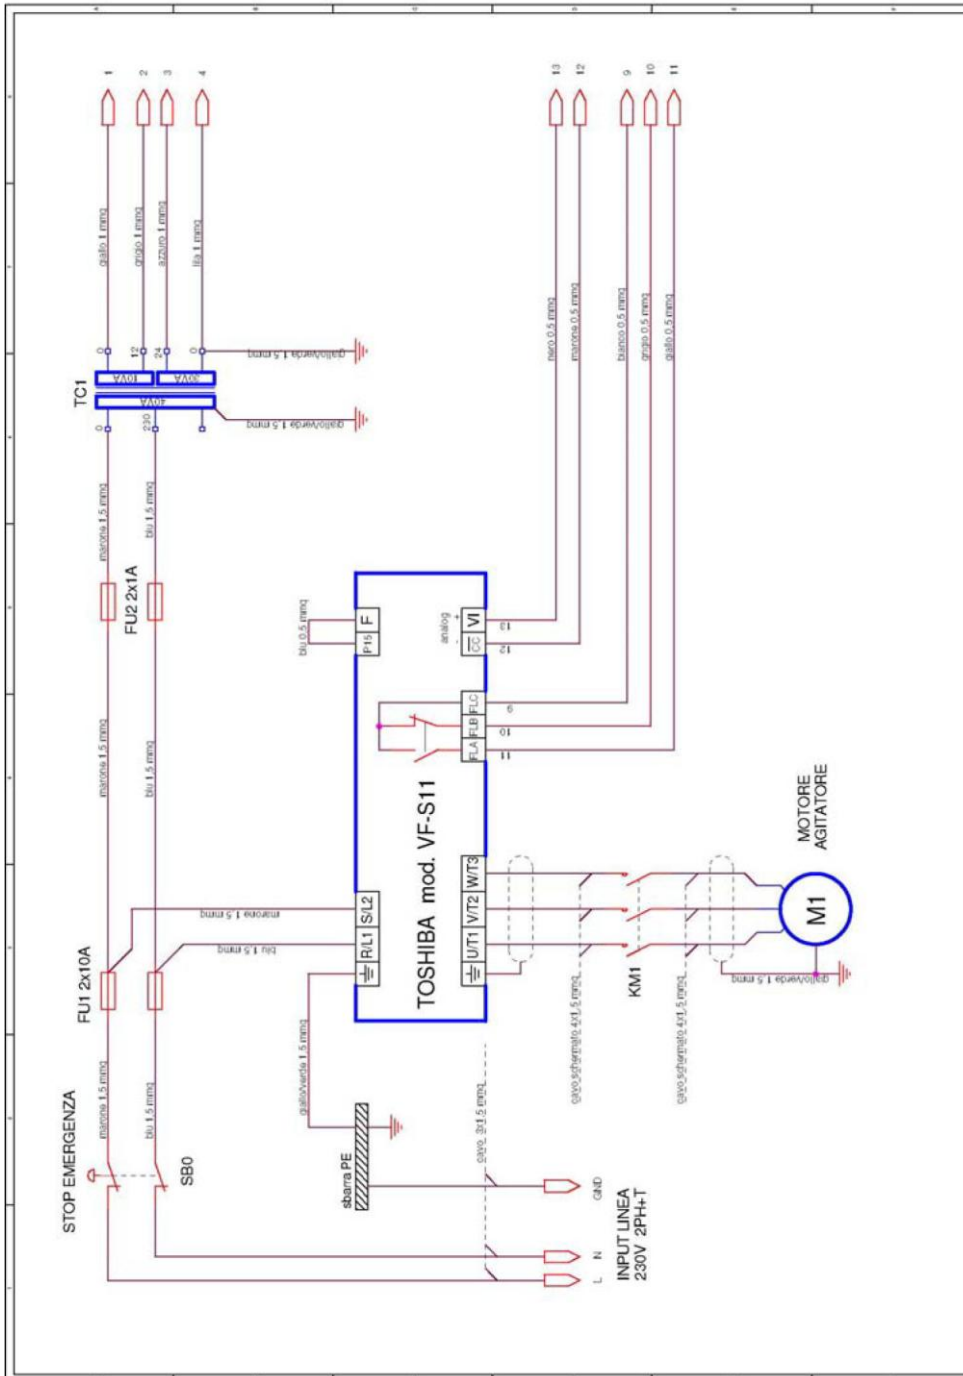 1
2
3
4
13
12
9
10
11
giallo 1 mmq
grigio 1 mmq
azzurro 1 mmq
lilla 1 mmq
nero 0,5 mmq
marone 0,5 mmq
bianco 0,5 mmq
grigio 0,5 mmq
giallo 0,5 mmq
0
12
24
0
TC1
10VA
30VA
40VA
0
230
giallo/verde 1,5 mmq
giallo/verde 1,5 mmq
marone 1,5 mmq
blu 1,5 mmq
FU2 2x1A
marone 1,5 mmq
blu 1,5 mmq
blu 0,5 mmq
P15
F
analog
-
+
CC
VI
12
13
FLA
FLB
FLC
11
10
9
TOSHIBA mod. VF-S11
R/L1
S/L2
U/T1
V/T2
W/T3
marone 1,5 mmq
blu 1,5 mmq
FU1 2x10A
giallo/verde 1,5 mmq
KM1
cavo schermato 4x1,5 mmq
cavo schermato 4x1,5 mmq
giallo/verde 1,5 mmq
M1
MOTORE
AGITATORE
STOP EMERGENZA
marone 1,5 mmq
blu 1,5 mmq
SB0
sbarra PE
cavo 3x1,5 mmq
L
N
GND
INPUT LINEA
230V 2PH+T